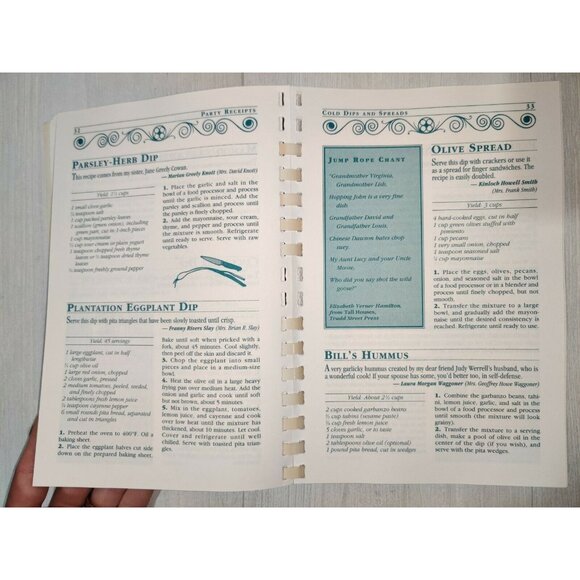 32
PARTY RECEIPTS
PARSLEY-HERB DIP
This recipe comes from my sister, Jane Greely Cowan.
— Marion Greely Knott (Mrs. David Knott)
Yield: 2½ cups
1 small clove garlic
½ teaspoon salt
1 cup packed parsley leaves
1 scallion (green onion), including
green part, cut in 1-inch pieces
1 cup mayonnaise
½ cup sour cream or plain yogurt
1 teaspoon chopped fresh thyme
leaves or ½ teaspoon dried thyme
leaves
½ teaspoon freshly ground pepper
1. Place the garlic and salt in the
bowl of a food processor and process
until the garlic is minced. Add the
parsley and scallion and process until
the parsley is finely chopped.
2. Add the mayonnaise, sour cream,
thyme, and pepper and process until
the mixture is smooth. Refrigerate
until ready to serve. Serve with raw
vegetables.
PLANTATION EGGPLANT DIP
Serve this dip with pita triangles that have been slowly toasted until crisp.
— Franny Rivers Slay (Mrs. Brian R. Slay)
Yield: 45 servings
1 large eggplant, cut in half
lengthwise
½ cup olive oil
1 large red onion, chopped
2 cloves garlic, pressed
2 medium tomatoes, peeled, seeded,
and finely chopped
2 tablespoons fresh lemon juice
½ teaspoon cayenne pepper
6 small rounds pita bread, separated
and cut in triangles
1. Preheat the oven to 400°F. Oil a
baking sheet.
2. Place the eggplant halves cut side
down on the prepared baking sheet.
Bake until soft when pricked with a
fork, about 45 minutes. Cool slightly,
then peel off the skin and discard it.
3. Chop the eggplant into small
pieces and place in a medium-size
bowl.
4. Heat the olive oil in a large heavy
frying pan over medium heat. Add the
onion and garlic and cook until soft
but not brown, about 5 minutes.
5. Mix in the eggplant, tomatoes,
lemon juice, and cayenne and cook
over low heat until the mixture has
thickened, about 10 minutes. Let cool.
Cover and refrigerate until well
chilled. Serve with toasted pita trian-
gles.
COLD DIPS AND SPREADS
33
JUMP ROPE CHANT
"Grandmother Virginia,
Grandmother Lish,
Hopping John is a very fine
dish.
Grandfather David and
Grandfather Louis,
Chinese Dawson bates chop
suey.
My Aunt Lucy and your Uncle
Morse,
Who did you say shot the wild
goose?"
Elizabeth Verner Hamilton,
from Tall Houses,
Tradd Street Press
OLIVE SPREAD
Serve this dip with crackers or use it
as a spread for finger sandwiches. The
recipe is easily doubled.
— Kinloch Howell Smith
(Mrs. Frank Smith)
Yield: 3 cups
4 hard-cooked eggs, cut in half
1 cup green olives stuffed with
pimiento
1 cup pecans
1 very small onion, chopped
1 teaspoon seasoned salt
¼ cup mayonnaise
1. Place the eggs, olives, pecans,
onion, and seasoned salt in the bowl
of a food processor or in a blender and
process until finely chopped, but not
smooth.
2. Transfer the mixture to a large
bowl, and gradually add the mayon-
naise until the desired consistency is
reached. Refrigerate until ready to use.
BILL'S HUMMUS
A very garlicky hummus created by my dear friend Judy Werrell's husband, who is
a wonderful cook! If your spouse has some, you'd better too, in self-defense.
— Laura Morgan Waggoner (Mrs. Geoffrey Howe Waggoner)
Yield: About 2½ cups
2 cups cooked garbanzo beans
½ cup tahini (sesame paste)
½ cup fresh lemon juice
5 cloves garlic, or to taste
1 teaspoon salt
2 tablespoons olive oil (optional)
1 pound pita bread, cut in wedges
1. Combine the garbanzo beans, tah-
ini, lemon juice, garlic, and salt in the
bowl of a food processor and process
until smooth (the mixture will look
grainy).
2. Transfer the mixture to a serving
dish, make a pool of olive oil in the
center of the dip (if you wish), and
serve with the pita wedges.